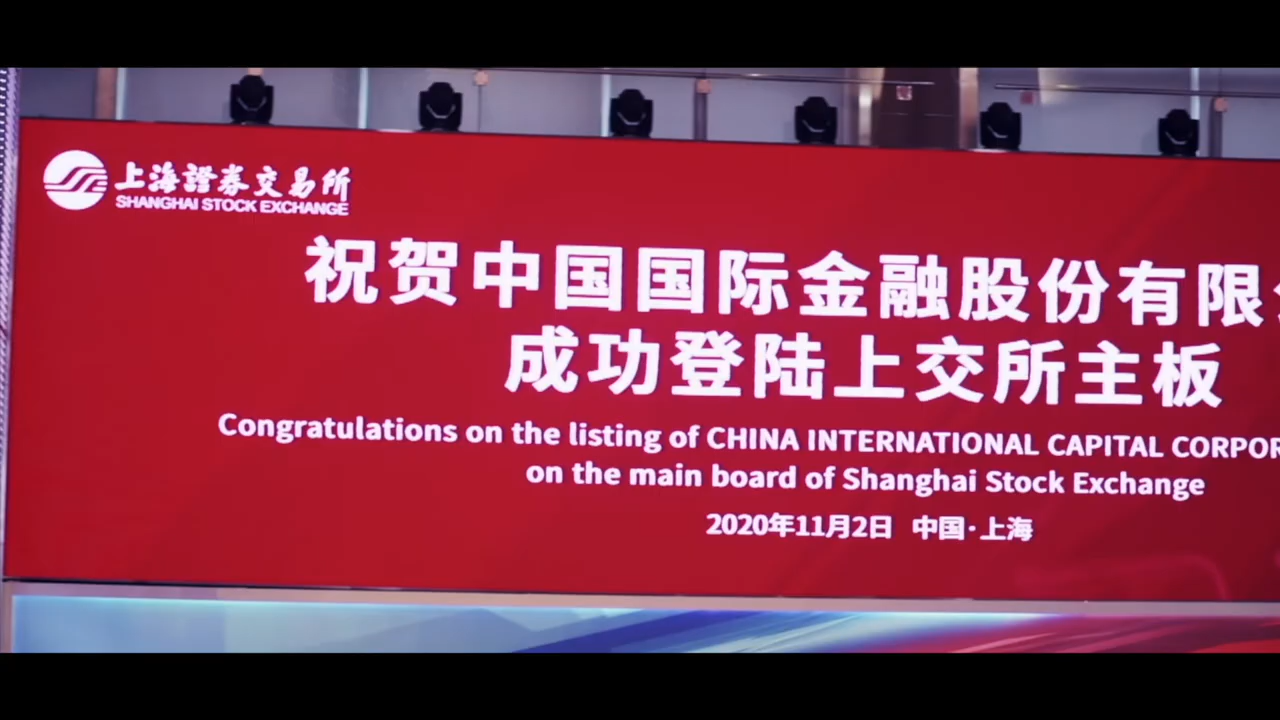 上海證券交易所
SHANGHAI STOCK EXCHANGE
祝贺中国国际金融股份有限
成功登陆上交所主板
Congratulations on the listing of CHINA INTERNATIONAL CAPITAL CORPOR
on the main board of Shanghai Stock Exchange
2020年11月2日 中国·上海